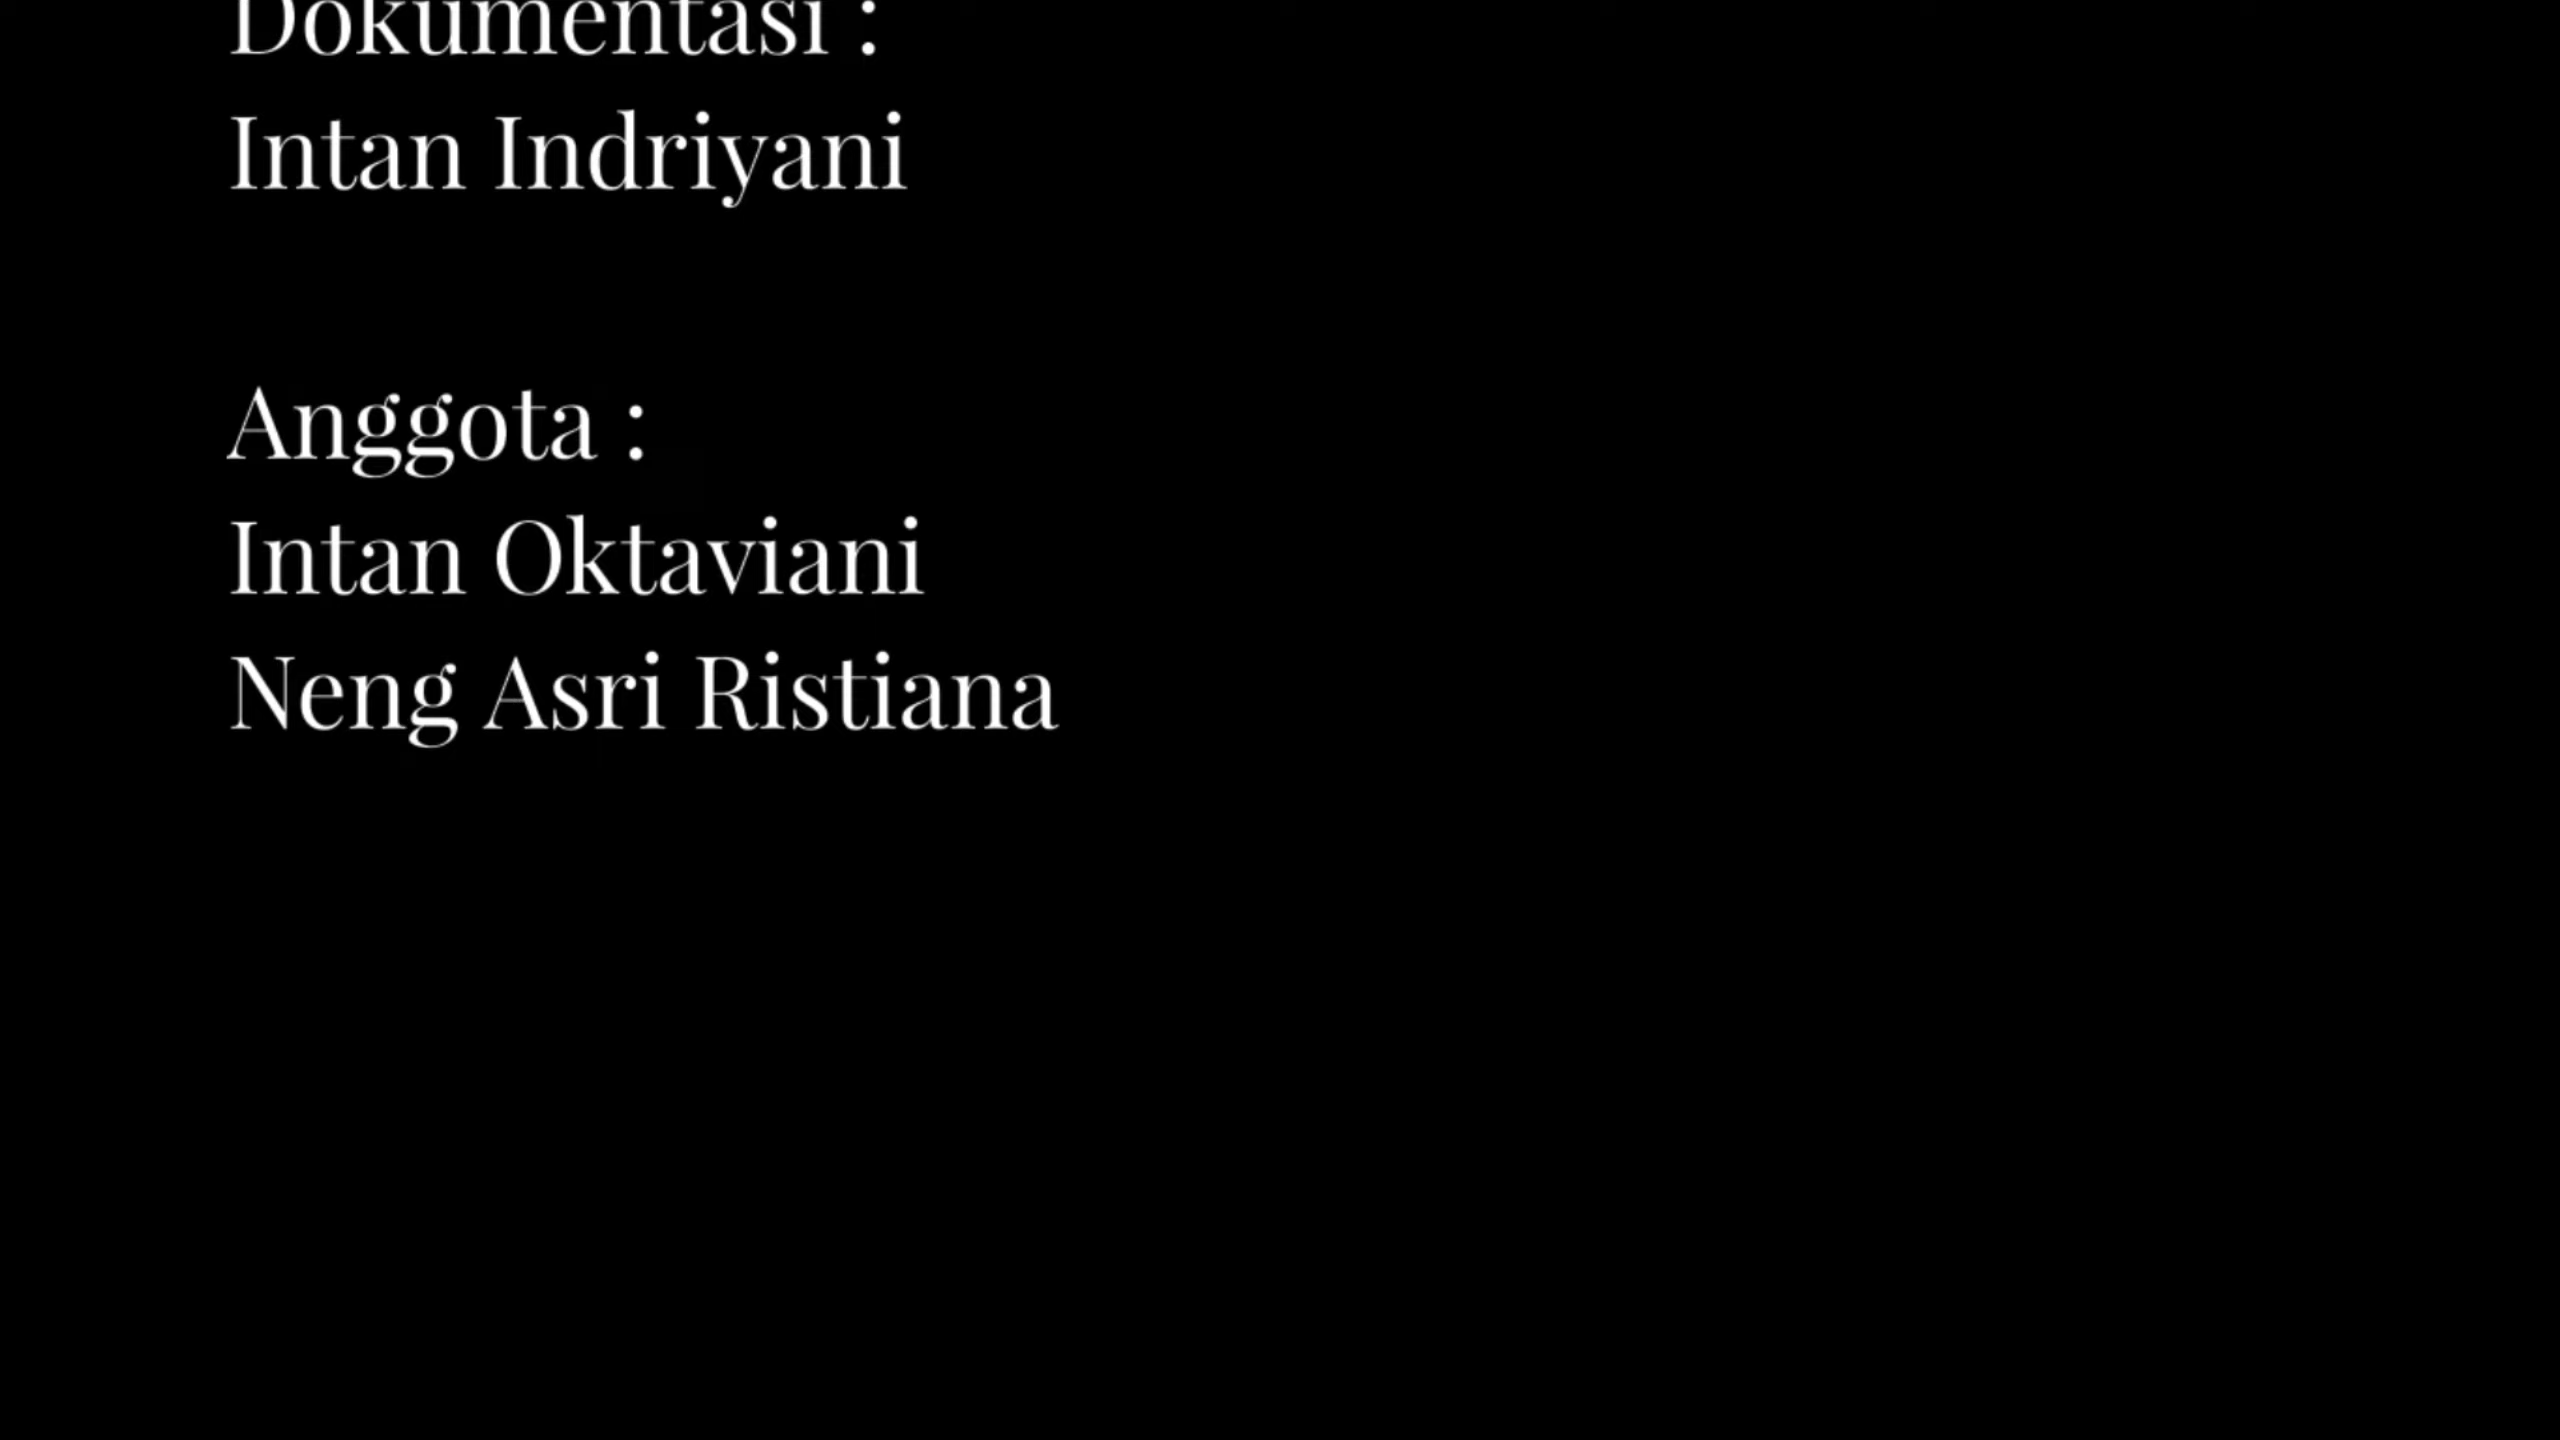 Dokumentasi :
Intan Indriyani
Anggota :
Intan Oktaviani
Neng Asri Ristiana